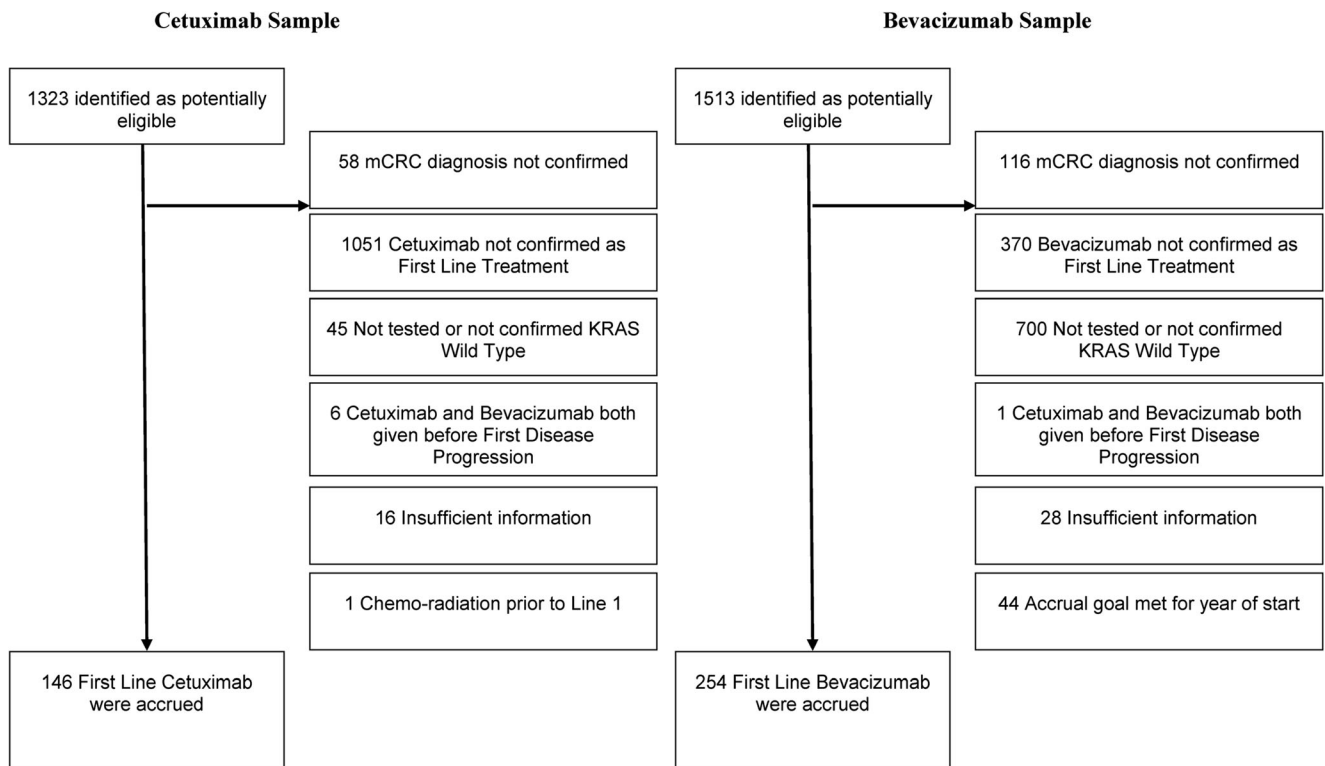 Cetuximab Sample
1323 identified as potentially
eligible
58 mCRC diagnosis not confirmed
1051 Cetuximab not confirmed as
First Line Treatment
45 Not tested or not confirmed KRAS
Wild Type
6 Cetuximab and Bevacizumab both
given before First Disease
Progression
16 Insufficient information
1 Chemo-radiation prior to Line 1
146 First Line Cetuximab
were accrued
Bevacizumab Sample
1513 identified as potentially
eligible
116 mCRC diagnosis not confirmed
370 Bevacizumab not confirmed as
First Line Treatment
700 Not tested or not confirmed
KRAS Wild Type
1 Cetuximab and Bevacizumab both
given before First Disease
Progression
28 Insufficient information
44 Accrual goal met for year of start
254 First Line Bevacizumab
were accrued